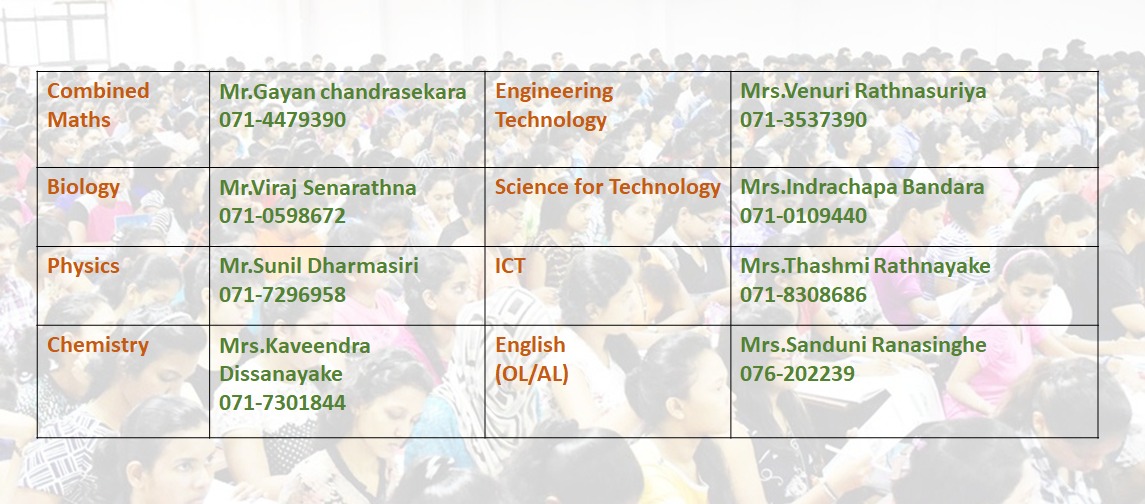 Combined
Maths
Mr.Gayan chandrasekara
071-4479390
Engineering
Technology
Mrs.Venuri Rathnasuriya
071-3537390
Biology
Mr.Viraj Senarathna
071-0598672
Science for Technology
Mrs.Indrachapa Bandara
071-0109440
Physics
Mr.Sunil Dharmasiri
071-7296958
ICT
Mrs.Thashmi Rathnayake
071-8308686
Chemistry
Mrs.Kaveendra
Dissanayake
071-7301844
English
(OL/AL)
Mrs.Sanduni Ranasinghe
076-202239